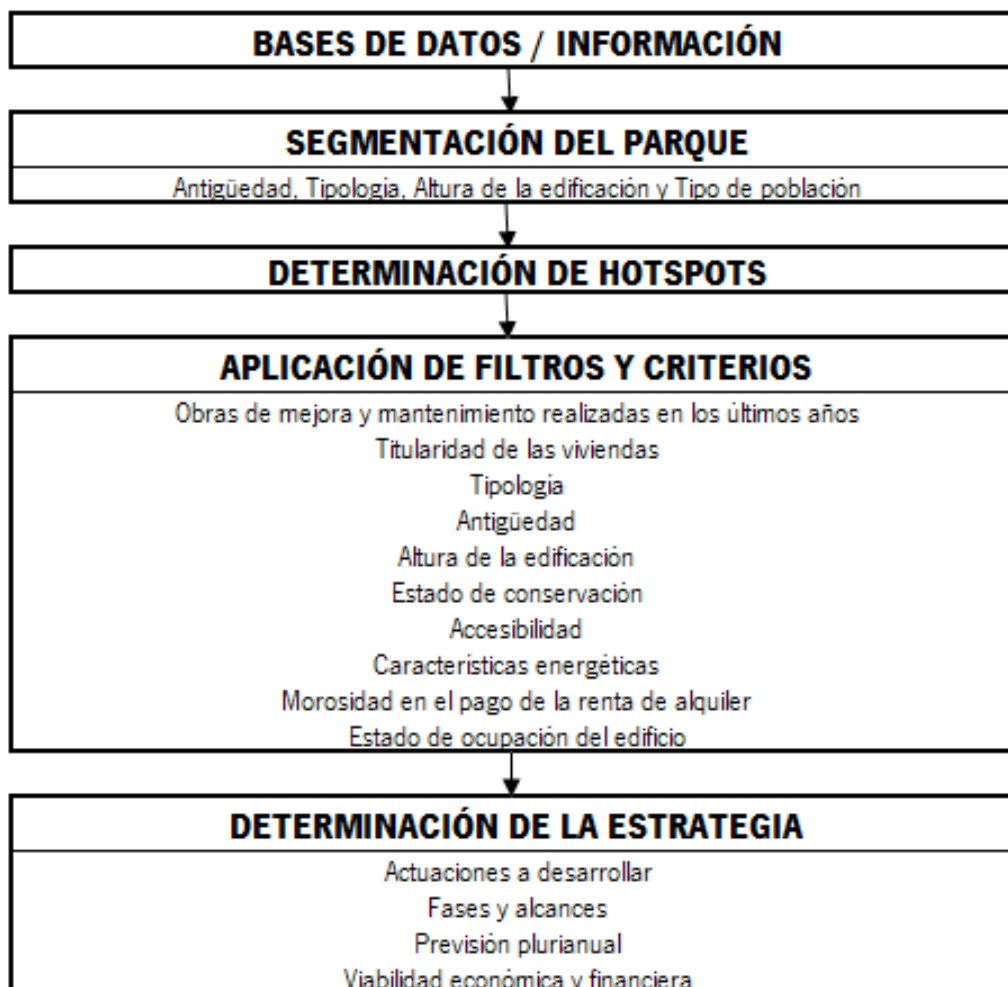 BASES DE DATOS / INFORMACIÓN
SEGMENTACIÓN DEL PARQUE
Antigüedad, Tipología, Altura de la edificación y Tipo de población
DETERMINACIÓN DE HOTSPOTS
APLICACIÓN DE FILTROS Y CRITERIOS
Obras de mejora y mantenimiento realizadas en los últimos años
Titularidad de las viviendas
Tipología
Antigüedad
Altura de la edificación
Estado de conservación
Accesibilidad
Características energéticas
Morosidad en el pago de la renta de alquiler
Estado de ocupación del edificio
DETERMINACIÓN DE LA ESTRATEGIA
Actuaciones a desarrollar
Fases y alcances
Previsión plurianual
Viabilidad económica y financiera